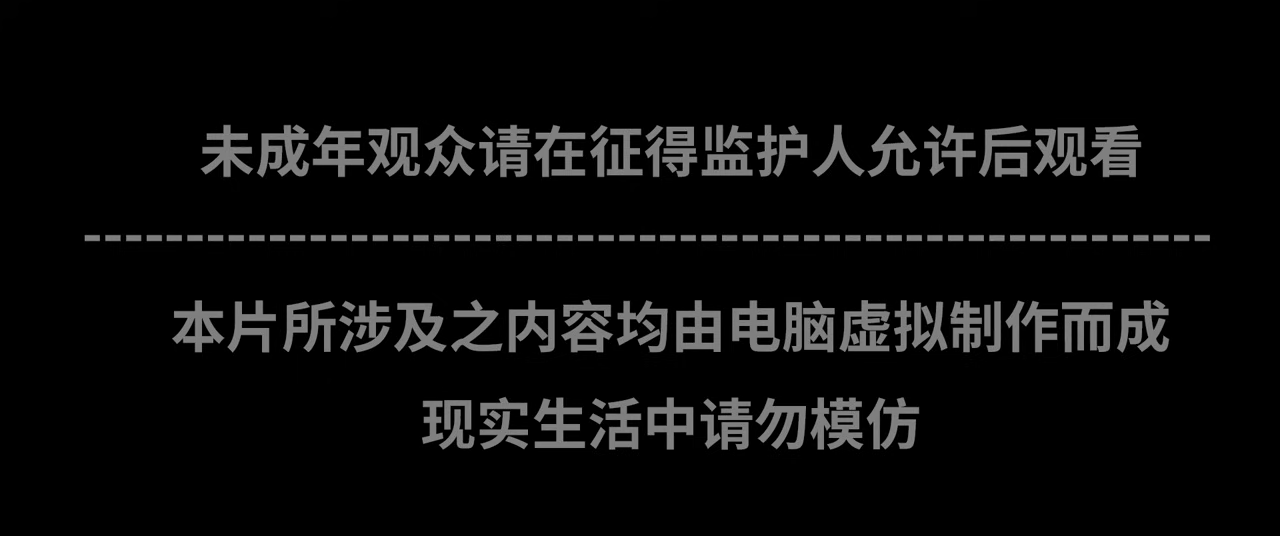 未成年观众请在征得监护人允许后观看
-------------------------------------------------------
本片所涉及之内容均由电脑虚拟制作而成
现实生活中请勿模仿